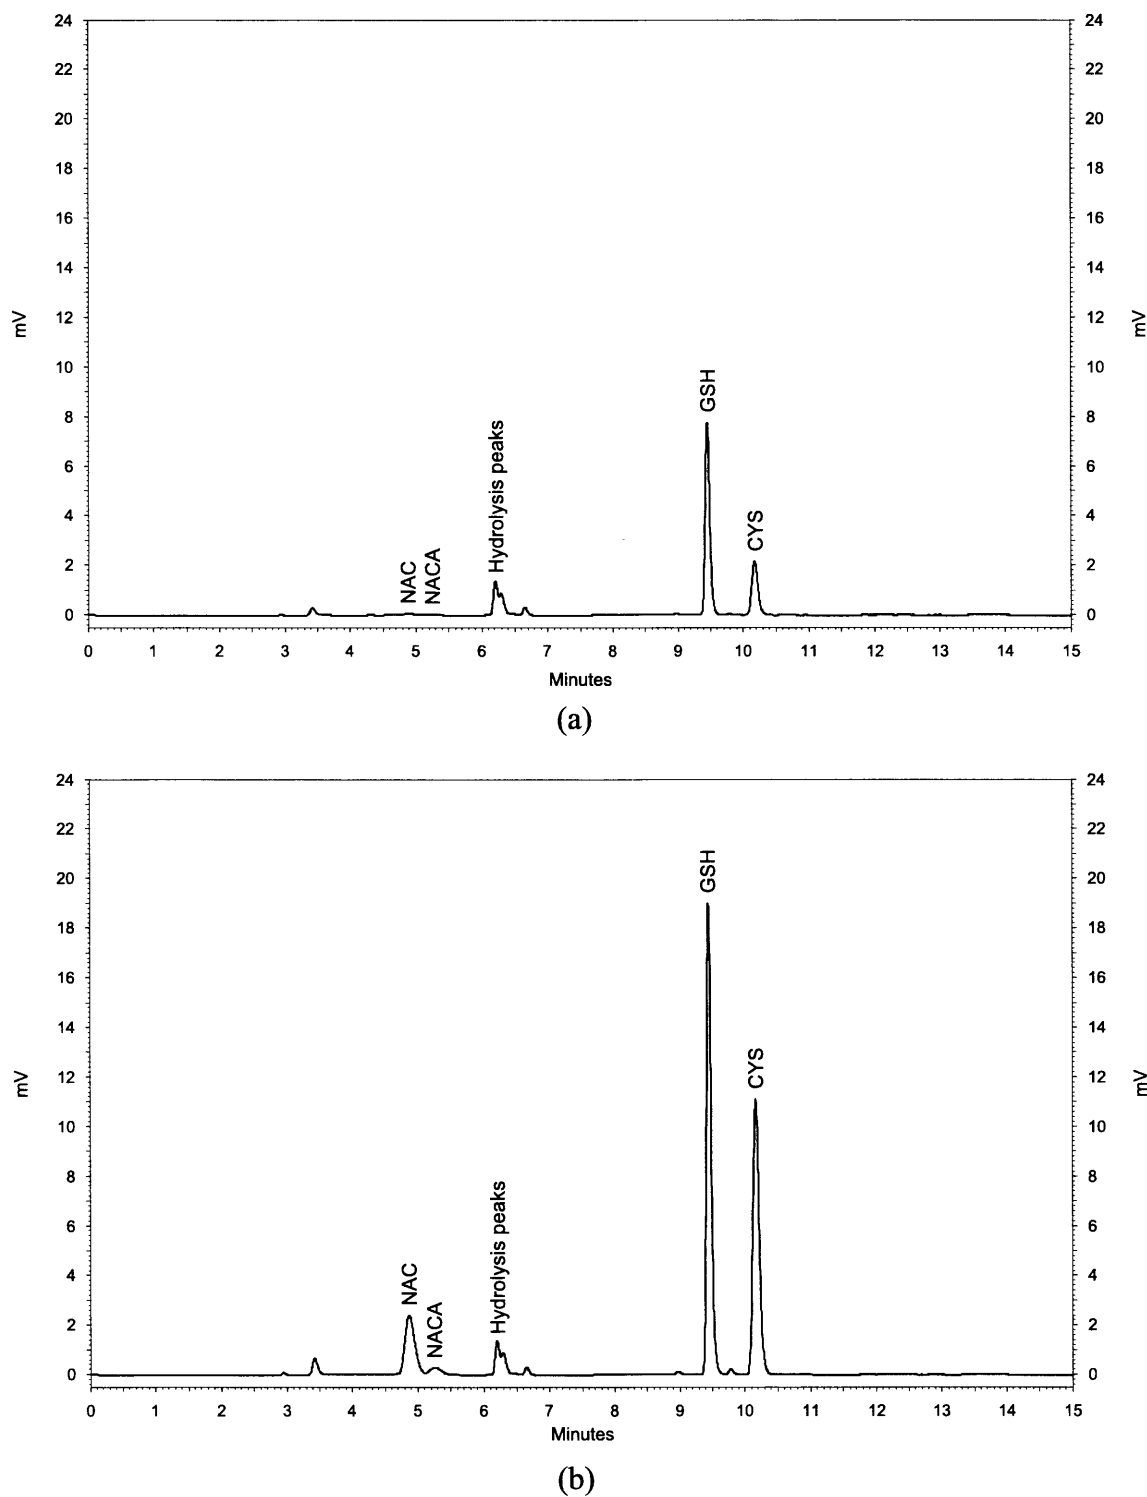 24 24
22 22
20 20
18 18
16 16
14 14
12 12
mV mV
10 10
GSH
8 8
Hydrolysis peaks
6 6
CYS
4 4
NAC
NACA
2 2
0 0
0 1 2 3 4 5 6 7 8 9 10 11 12 13 14 15
Minutes
(a)
24 24
22 22
GSH
20 20
18 18
16 16
14 14
CYS
12 12
mV mV
10 10
8 8
Hydrolysis peaks
6 6
NAC
4 4
NACA
2 2
0 0
0 1 2 3 4 5 6 7 8 9 10 11 12 13 14 15
Minutes
(b)